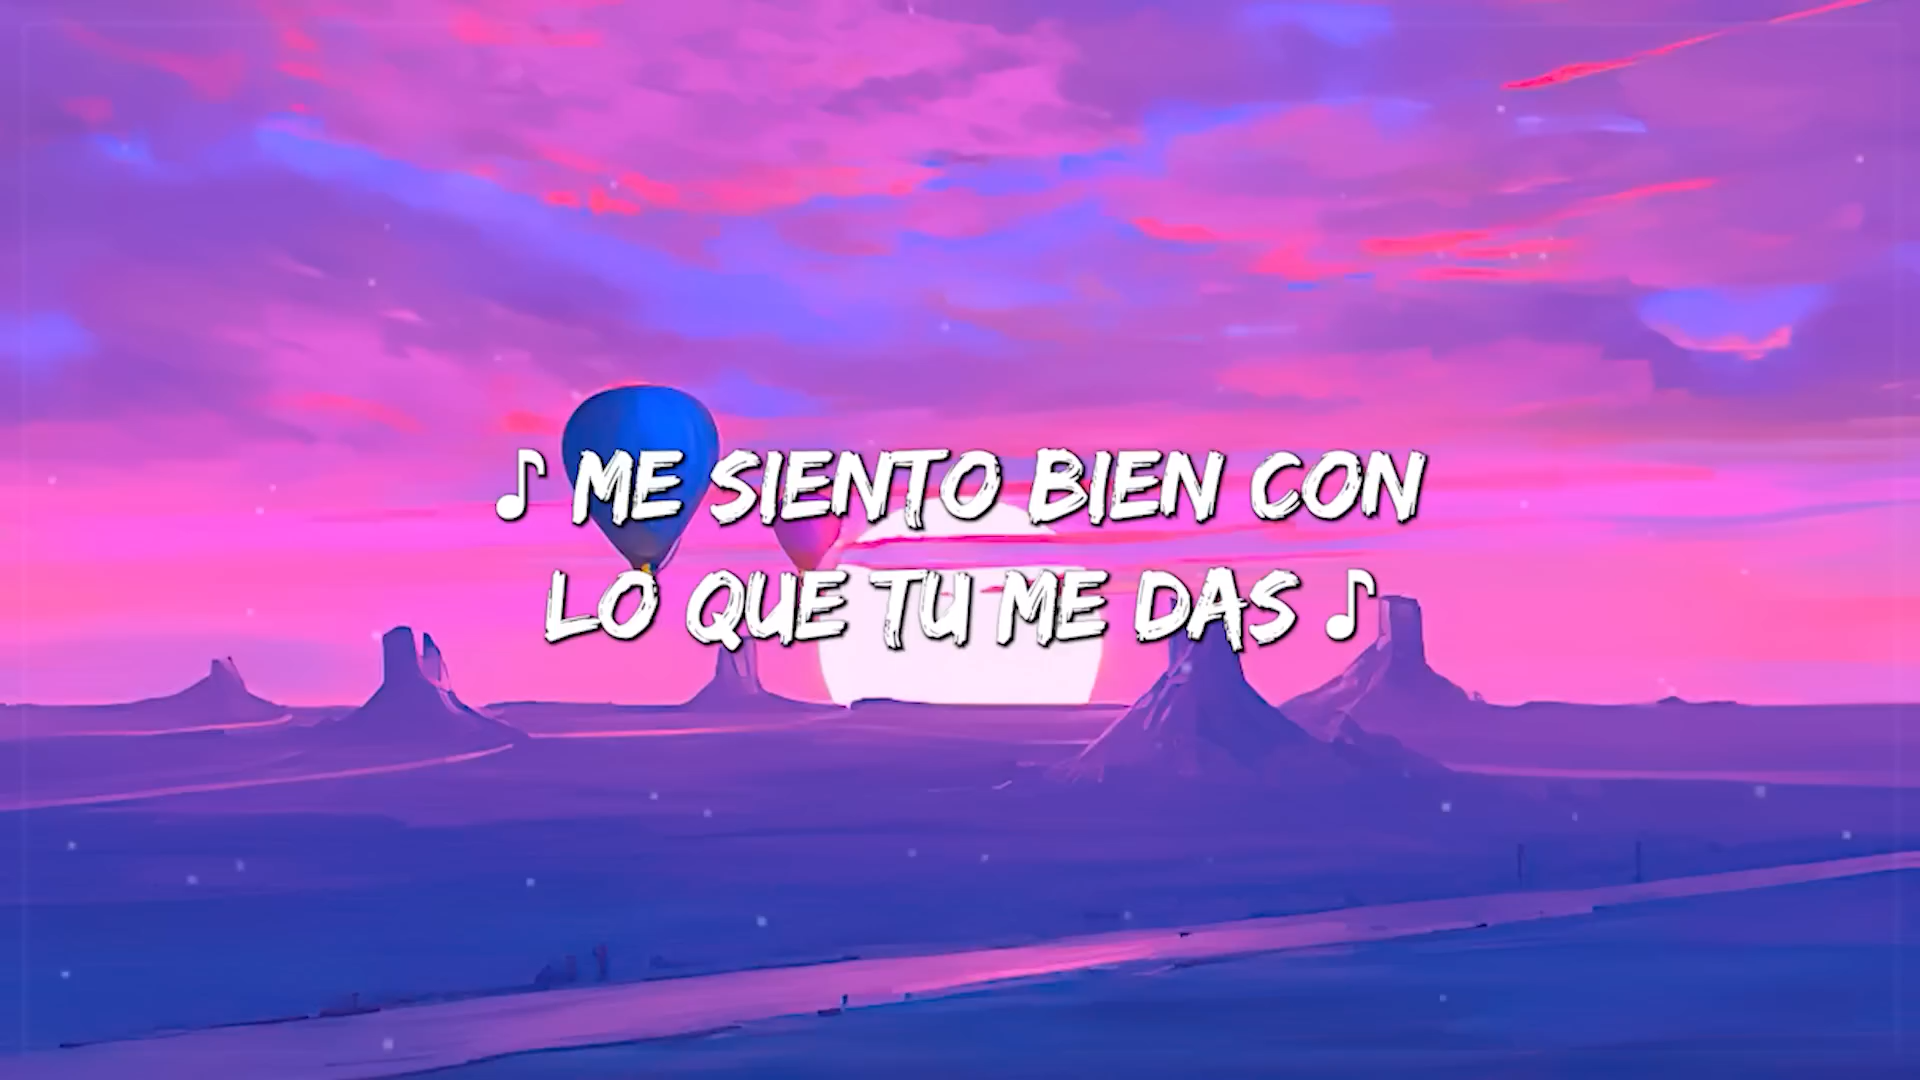 ♪ ME SIENTO BIEN CON
LO QUE TU ME DAS ♪